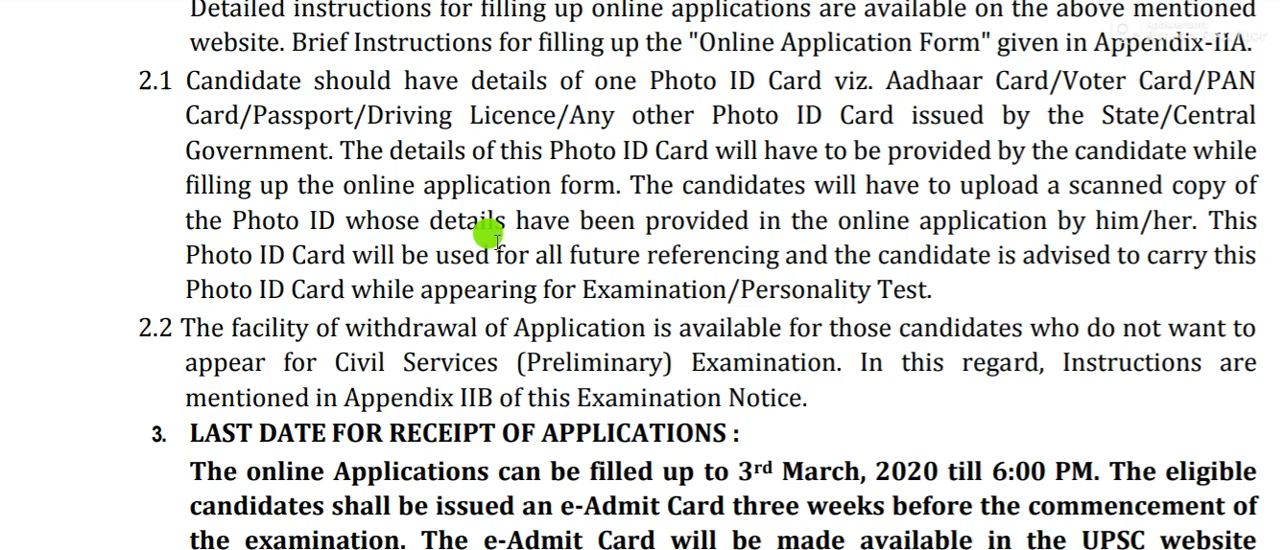 Detailed instructions for filling up online applications are available on the above mentioned
website. Brief Instructions for filling up the "Online Application Form" given in Appendix-IIA.
2.1 Candidate should have details of one Photo ID Card viz. Aadhaar Card/Voter Card/PAN
Card/Passport/Driving Licence/Any other Photo ID Card issued by the State/Central
Government. The details of this Photo ID Card will have to be provided by the candidate while
filling up the online application form. The candidates will have to upload a scanned copy of
the Photo ID whose details have been provided in the online application by him/her. This
Photo ID Card will be used for all future referencing and the candidate is advised to carry this
Photo ID Card while appearing for Examination/Personality Test.
2.2 The facility of withdrawal of Application is available for those candidates who do not want to
appear for Civil Services (Preliminary) Examination. In this regard, Instructions are
mentioned in Appendix IIB of this Examination Notice.
3. LAST DATE FOR RECEIPT OF APPLICATIONS :
The online Applications can be filled up to 3rd March, 2020 till 6:00 PM. The eligible
candidates shall be issued an e-Admit Card three weeks before the commencement of
the examination. The e-Admit Card will be made available in the UPSC website